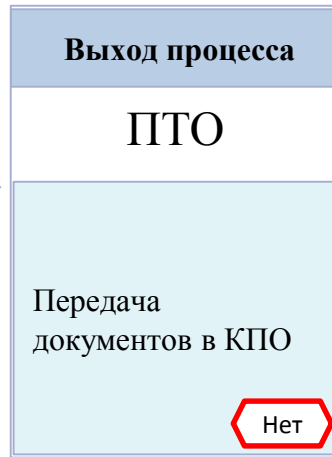 Выход процесса
ПТО
Передача
документов в КПО
Нет